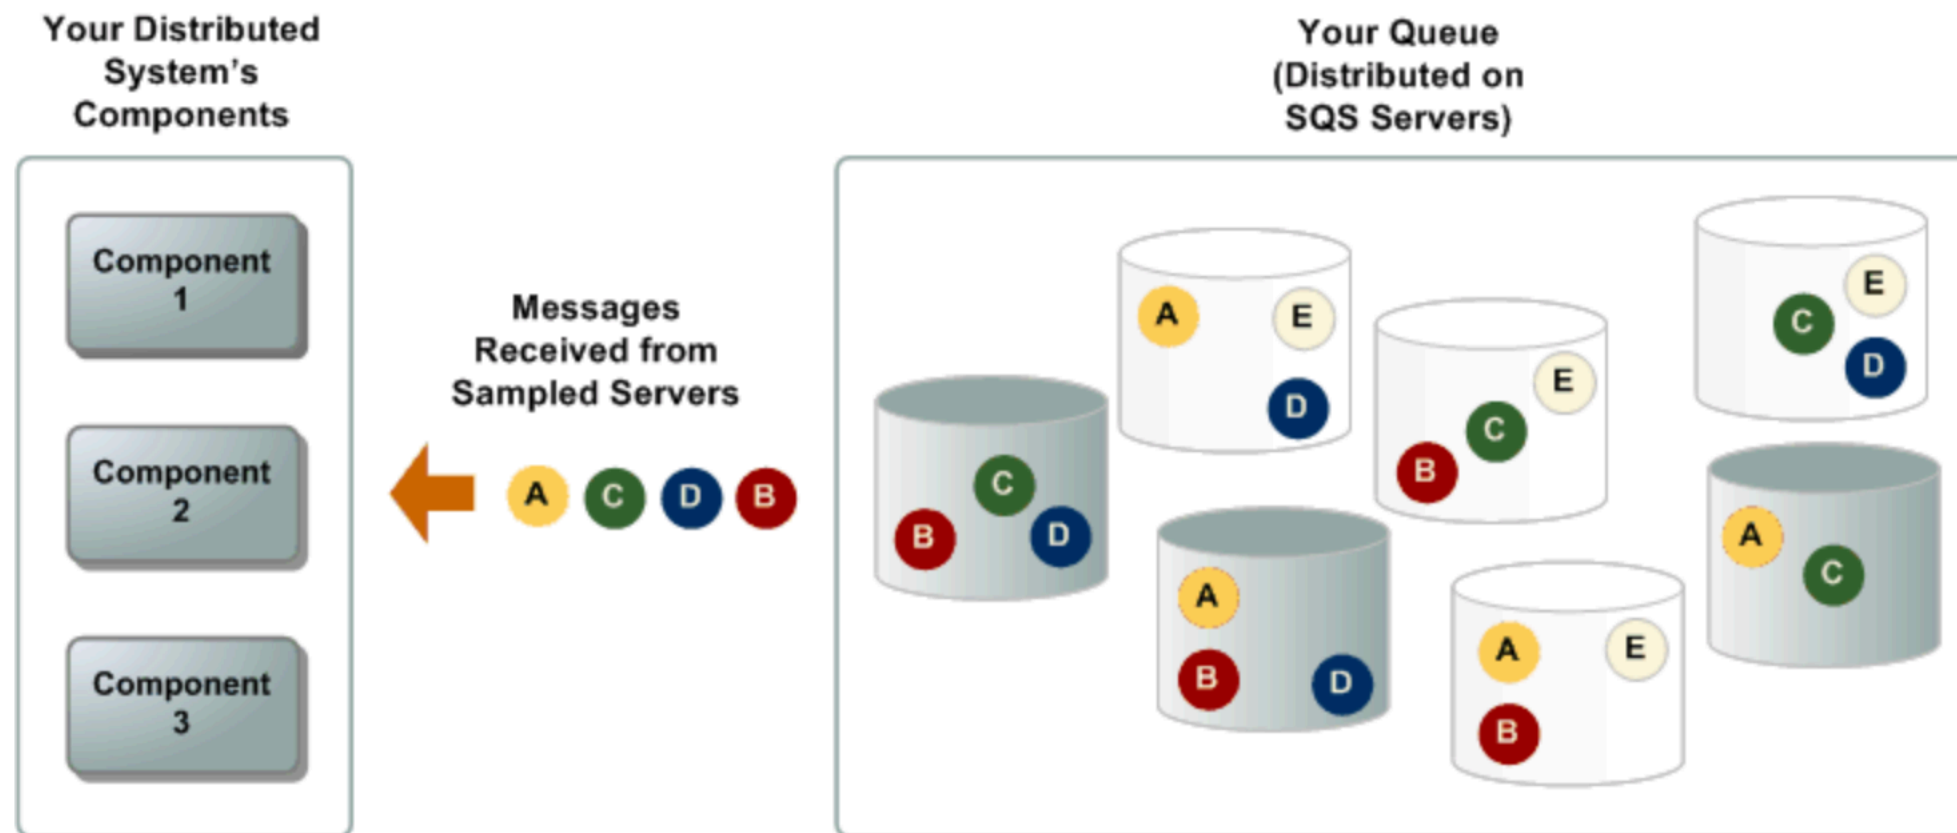 Your Distributed
System's
Components
Component
1
Component
2
Component
3
Messages
Received from
Sampled Servers
A C D B
Your Queue
(Distributed on
SQS Servers)
B C D
A E D
A B D
B C E
A E B
C E D
A C